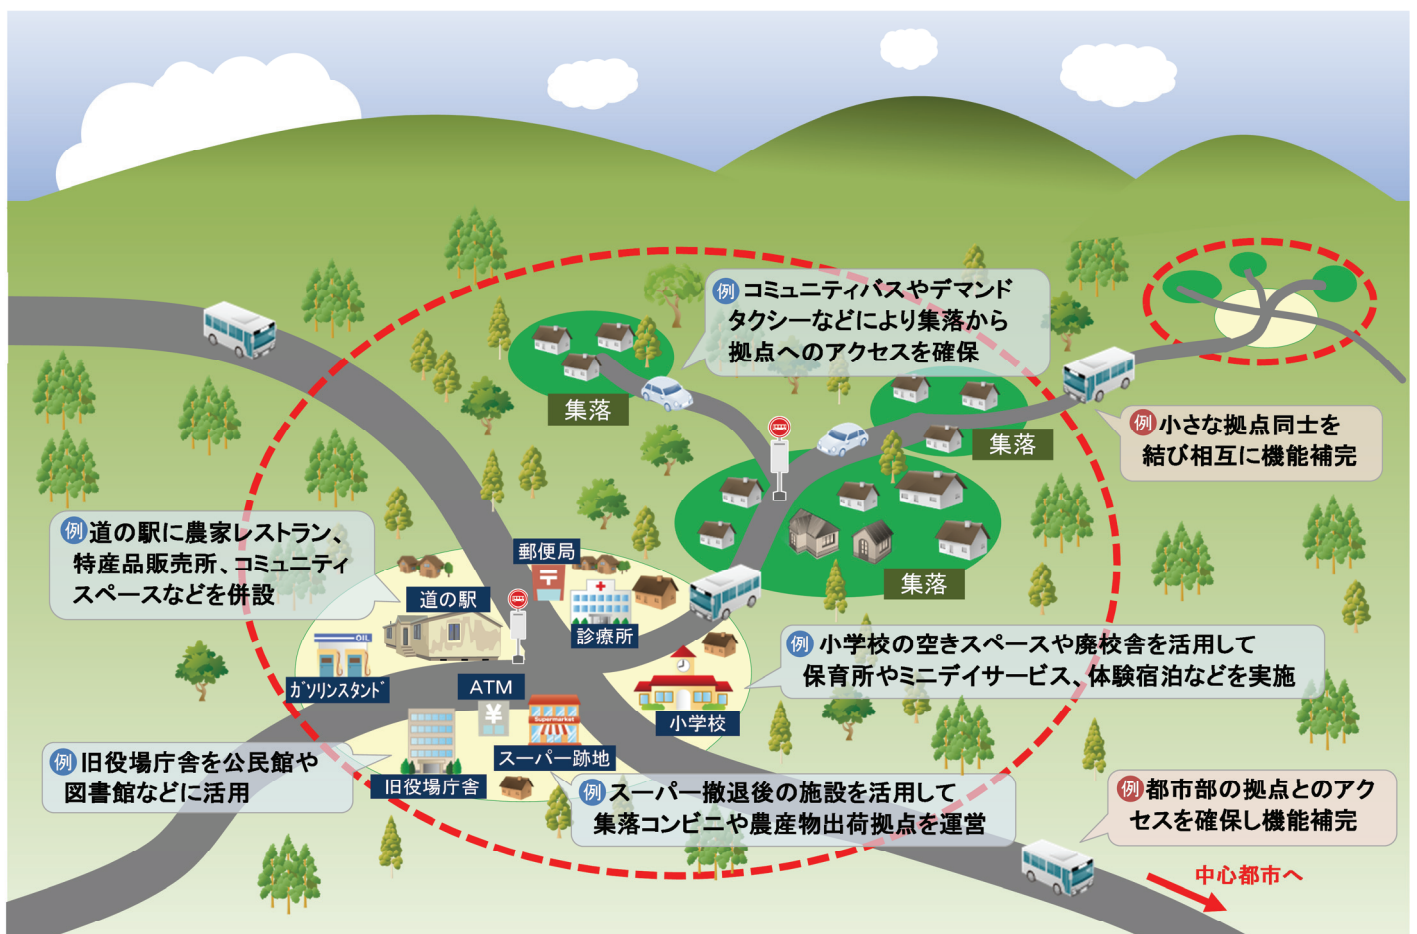 例 コミュニティバスやデマンド
タクシーなどにより集落から
拠点へのアクセスを確保
集落
集落
例 小さな拠点同士を
結び相互に機能補完
例 道の駅に農家レストラン、
特産品販売所、コミュニティ
スペースなどを併設
郵便局
〒
集落
道の駅
診療所
OIL
ガソリンスタンド
例 小学校の空きスペースや廃校舎を活用して
保育所やミニデイサービス、体験宿泊などを実施
ATM
¥
小学校
Supermarket
スーパー跡地
旧役場庁舎
例 旧役場庁舎を公民館や
図書館などに活用
例 スーパー撤退後の施設を活用して
集落コンビニや農産物出荷拠点を運営
例 都市部の拠点とのアク
セスを確保し機能補完
中心都市へ